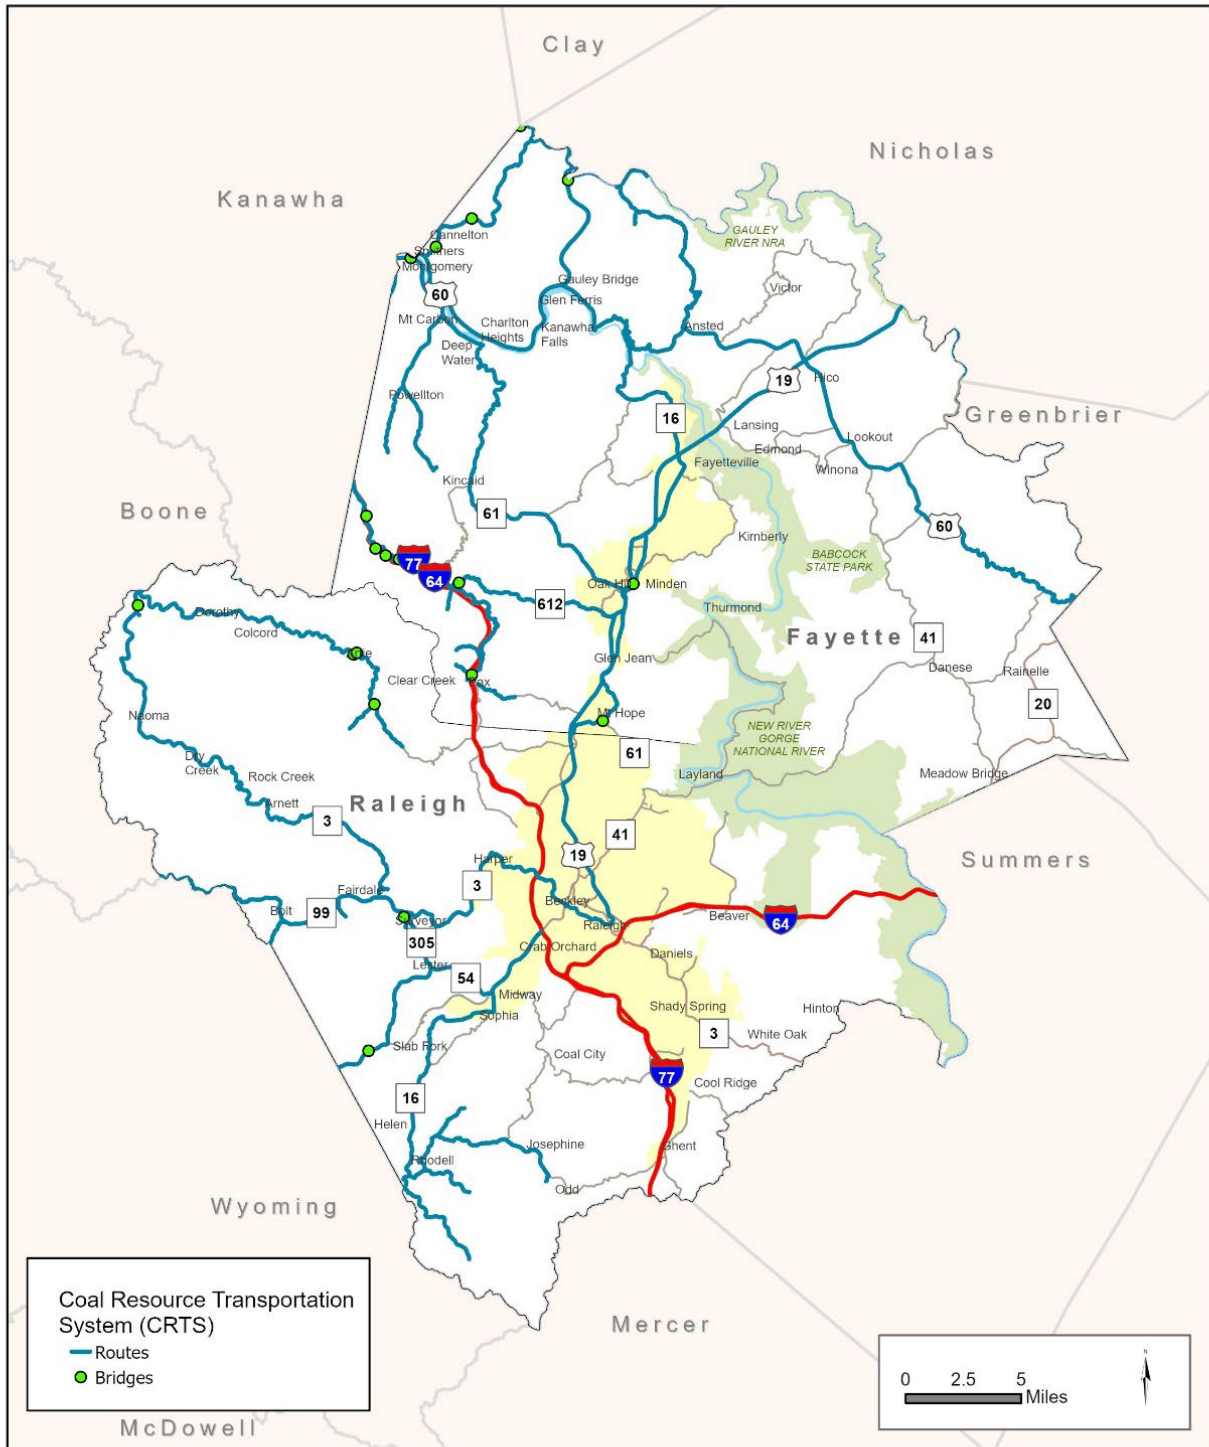 Clay
Nicholas
Kanawha
GAULEY
RIVER NRA
Cannelton
Smithers
Montgomery
60
Gauley Bridge
Victor
Glen Ferris
Mt Carbon
Charlton
Heights
Kanawha
Falls
Ansted
Deep
Water
19
Hico
Powellton
16
Greenbrier
Lansing
Edmond
Lookout
Fayetteville
Winona
Kincaid
Boone
61
60
Kimberly
BABCOCK
STATE PARK
77
64
Oak Hill
Minden
612
Thurmond
Dorothy
Colcord
Fayette
41
Glen Jean
Danese
Rainelle
Clear Creek
Pax
20
Naoma
Mt Hope
NEW RIVER
GORGE
NATIONAL RIVER
61
Dry
Creek
Rock Creek
Layland
Meadow Bridge
Arnett
Raleigh
3
41
19
Harper
Summers
3
Fairdale
Bolt
99
Beckley
Surveyor
Raleigh
Beaver
64
305
Crab Orchard
Lester
54
Daniels
Midway
Sophia
Shady Spring
Hinton
3
White Oak
Slab Fork
Coal City
77
Cool Ridge
16
Helen
Josephine
Ghent
Rhodell
Odd
Wyoming
Mercer
McDowell
Coal Resource Transportation
System (CRTS)
Routes
Bridges
N
0 2.5 5
Miles